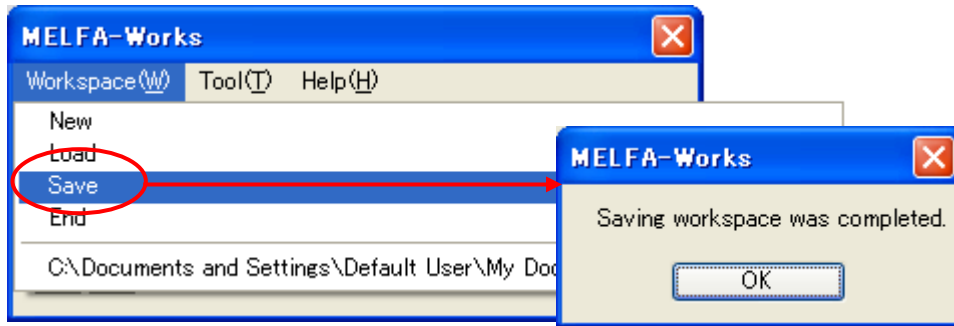 MELFA-Works
Workspace(W) Tool(T) Help(H)
New
Load
Save
End
C:\Documents and Settings\Default User\My Doc
MELFA-Works
Saving workspace was completed.
OK